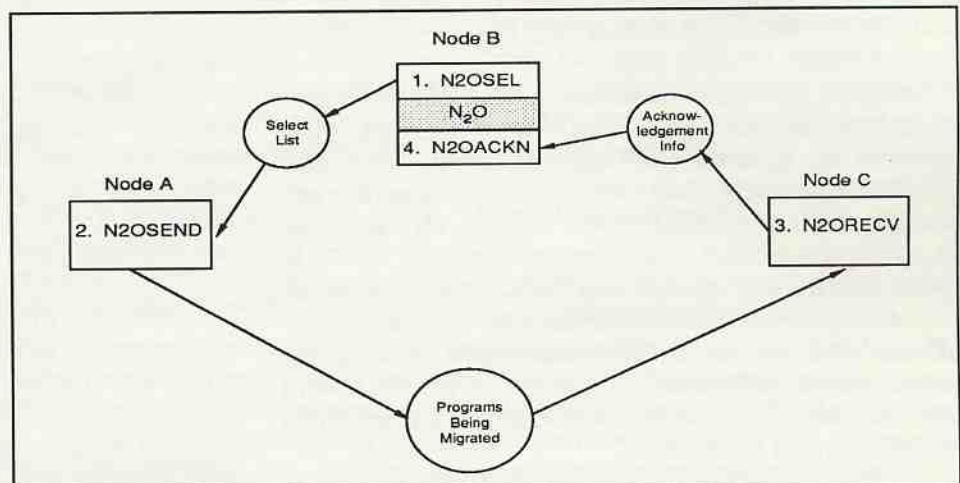 Node B
1. N2OSEL
N₂O
4. N2OACKN
Select
List
Acknow-
ledgement
Info
Node A
2. N2OSEND
Node C
3. N2ORECV
Programs
Being
Migrated